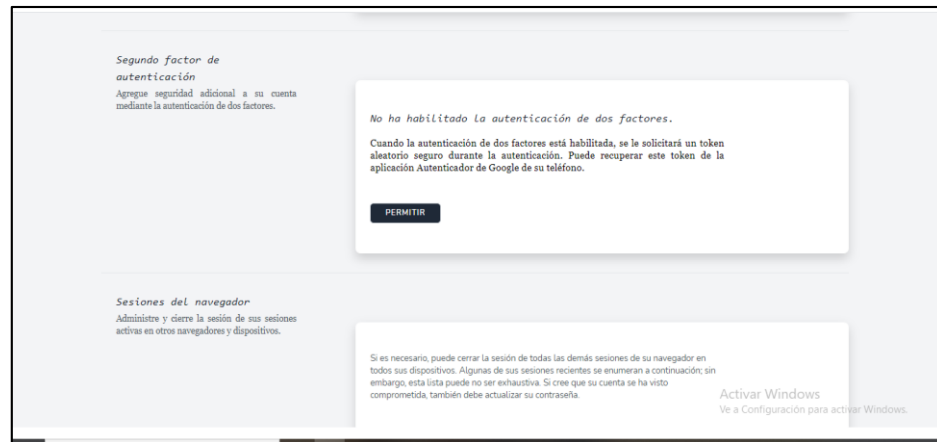 Segundo factor de
autenticación
Agregue seguridad adicional a su cuenta
mediante la autenticación de dos factores.
No ha habilitado la autenticación de dos factores.
Cuando la autenticación de dos factores está habilitada, se le solicitará un token
aleatorio seguro durante la autenticación. Puede recuperar este token de la
aplicación Autenticador de Google de su teléfono.
PERMITIR
Sesiones del navegador
Administre y cierre la sesión de sus sesiones
activas en otros navegadores y dispositivos.
Si es necesario, puede cerrar la sesión de todas las demás sesiones de su navegador en
todos sus dispositivos. Algunas de sus sesiones recientes se enumeran a continuación; sin
embargo, esta lista puede no ser exhaustiva. Si cree que su cuenta se ha visto
comprometida, también debe actualizar su contraseña.
Activar Windows
Ve a Configuración para activar Windows.